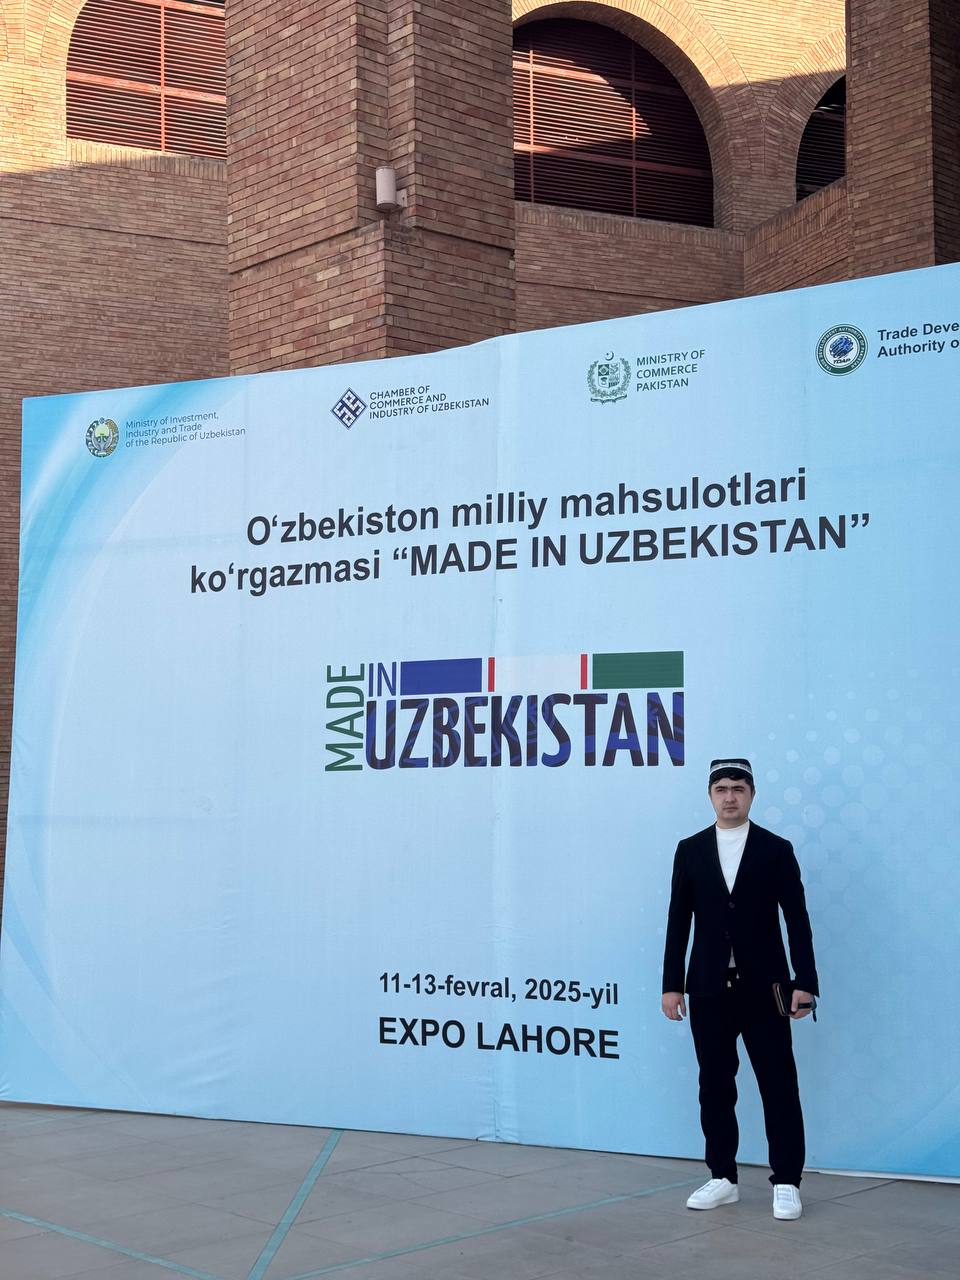 Ministry of Investment,
Industry and Trade
of the Republic of Uzbekistan
CHAMBER OF
COMMERCE AND
INDUSTRY OF UZBEKISTAN
MINISTRY OF
COMMERCE
PAKISTAN
TDAP
Trade Deve
Authority o
O‘zbekiston milliy mahsulotlari
ko‘rgazmasi “MADE IN UZBEKISTAN”
MADE
IN
UZBEKISTAN
11-13-fevral, 2025-yil
EXPO LAHORE